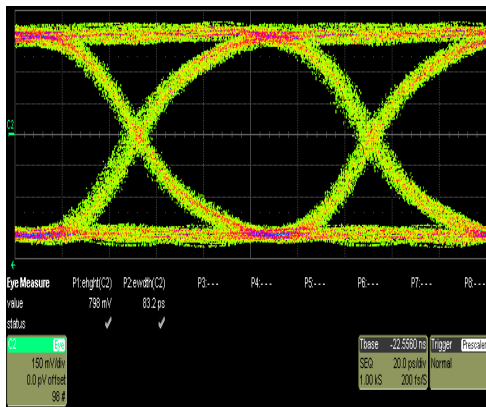 C2
Eye Measure P1:ehght(C2) P2:ewdth(C2) P3:--- P4:--- P5:--- P6:--- P7:--- P8:---
value 798 mV 83.2 ps
status ✓ ✓
C2 Eye
150 mV/div
0.0 pV offset
98 #
Tbase -22.5560 ns
SEQ 20.0 ps/div
1.00 kS 200 fs/S
Trigger Prescaler
Normal